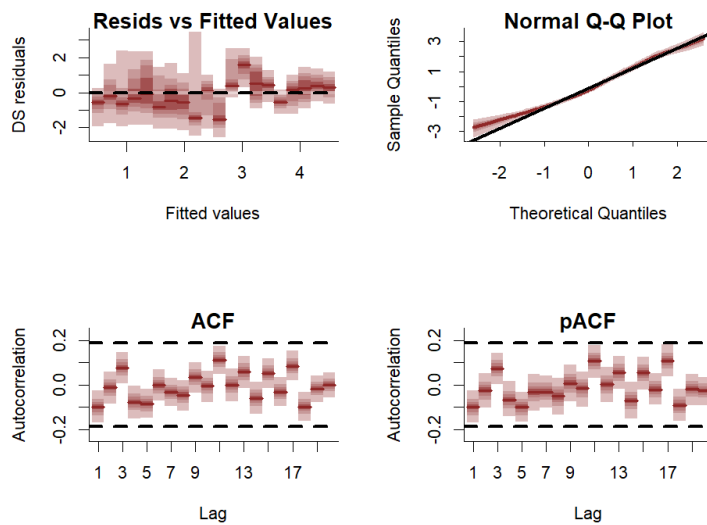 Resids vs Fitted Values
DS residuals
2
0
2
1 2 3 4
Fitted values
Normal Q-Q Plot
Sample Quantiles
3
1
-1
-3
-2 -1 0 1 2
Theoretical Quantiles
ACF
Autocorrelation
0.2
0.0
-0.2
1 3 5 7 9 13 17
Lag
pACF
Autocorrelation
0.2
0.0
-0.2
1 3 5 7 9 13 17
Lag